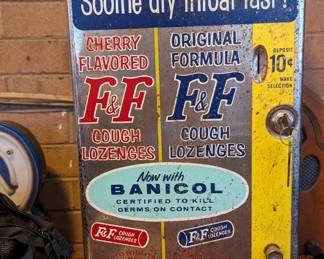 Soothe dry throat fast!
CHERRY
FLAVORED
F&F
COUGH
LOZENGES
ORIGINAL
FORMULA
F&F
COUGH
LOZENGES
DEPOSIT
10¢
MAKE
SELECTION
Now with
BANICOL
CERTIFIED TO KILL
GERMS ON CONTACT
F&F COUGH
LOZENGES
F&F COUGH
LOZENGES